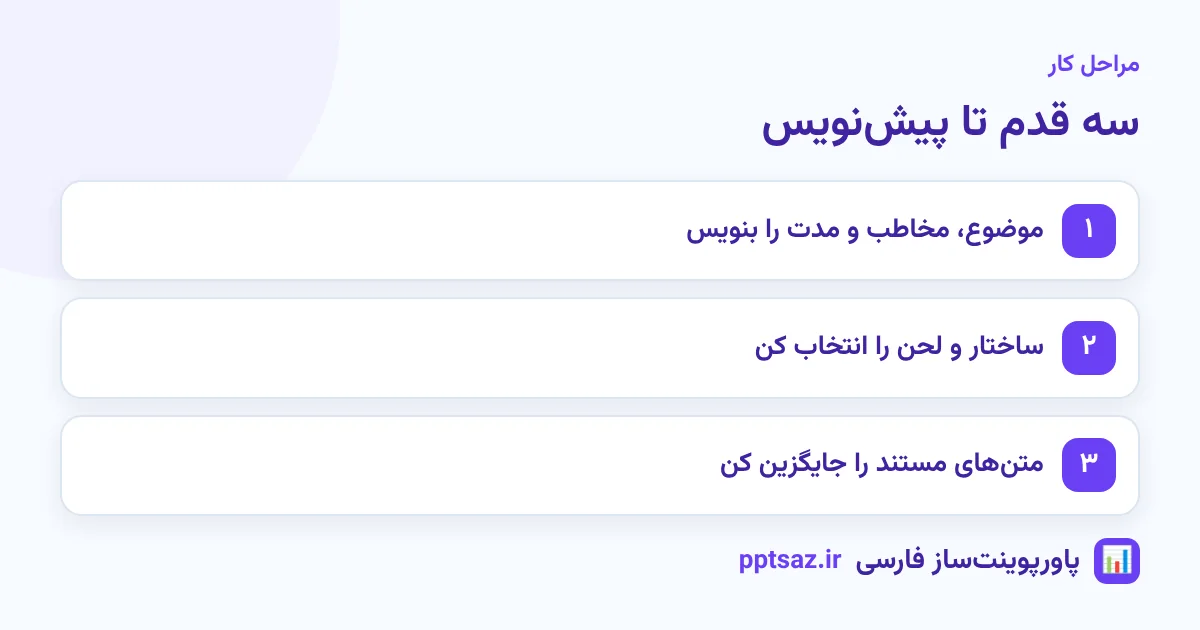 مراحل کار
سه قدم تا پیش‌نویس
۱ موضوع، مخاطب و مدت را بنویس
۲ ساختار و لحن را انتخاب کن
۳ متن‌های مستند را جایگزین کن
پاورپوینت‌ساز فارسی pptsaz.ir